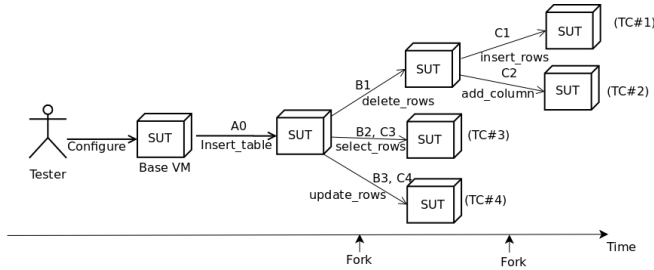 C1
SUT
(TC#1)
insert_rows
C2
B1
SUT
SUT
(TC#2)
add_column
delete_rows
A0
B2, C3
SUT
SUT
SUT
(TC#3)
Configure
Insert_table
select_rows
Tester
Base VM
B3, C4
update_rows
SUT
(TC#4)
Time
Fork
Fork